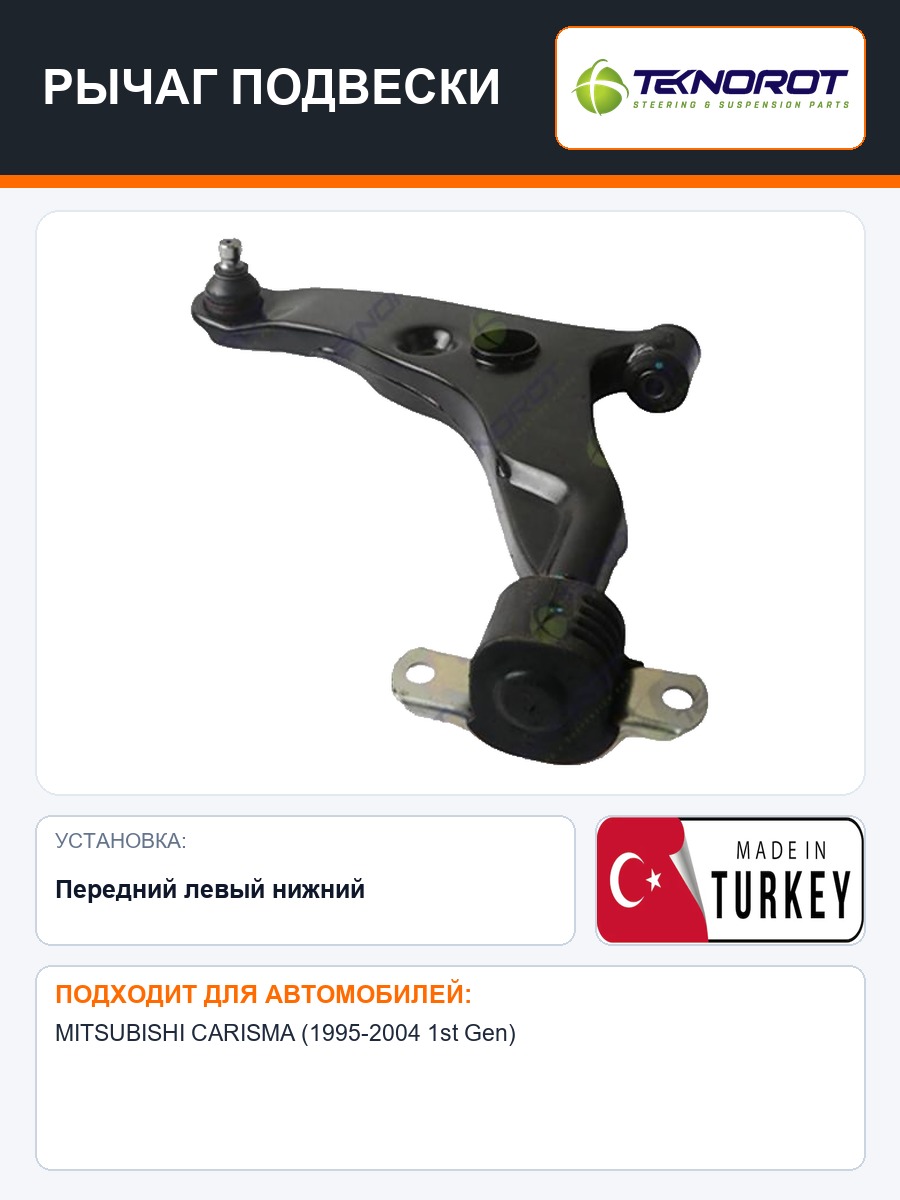 РЫЧАГ ПОДВЕСКИ
TEKNOROT
STEERING & SUSPENSION PARTS
TEKNOROT
УСТАНОВКА:
Передний левый нижний
MADE IN
TURKEY
ПОДХОДИТ ДЛЯ АВТОМОБИЛЕЙ:
MITSUBISHI CARISMA (1995-2004 1st Gen)